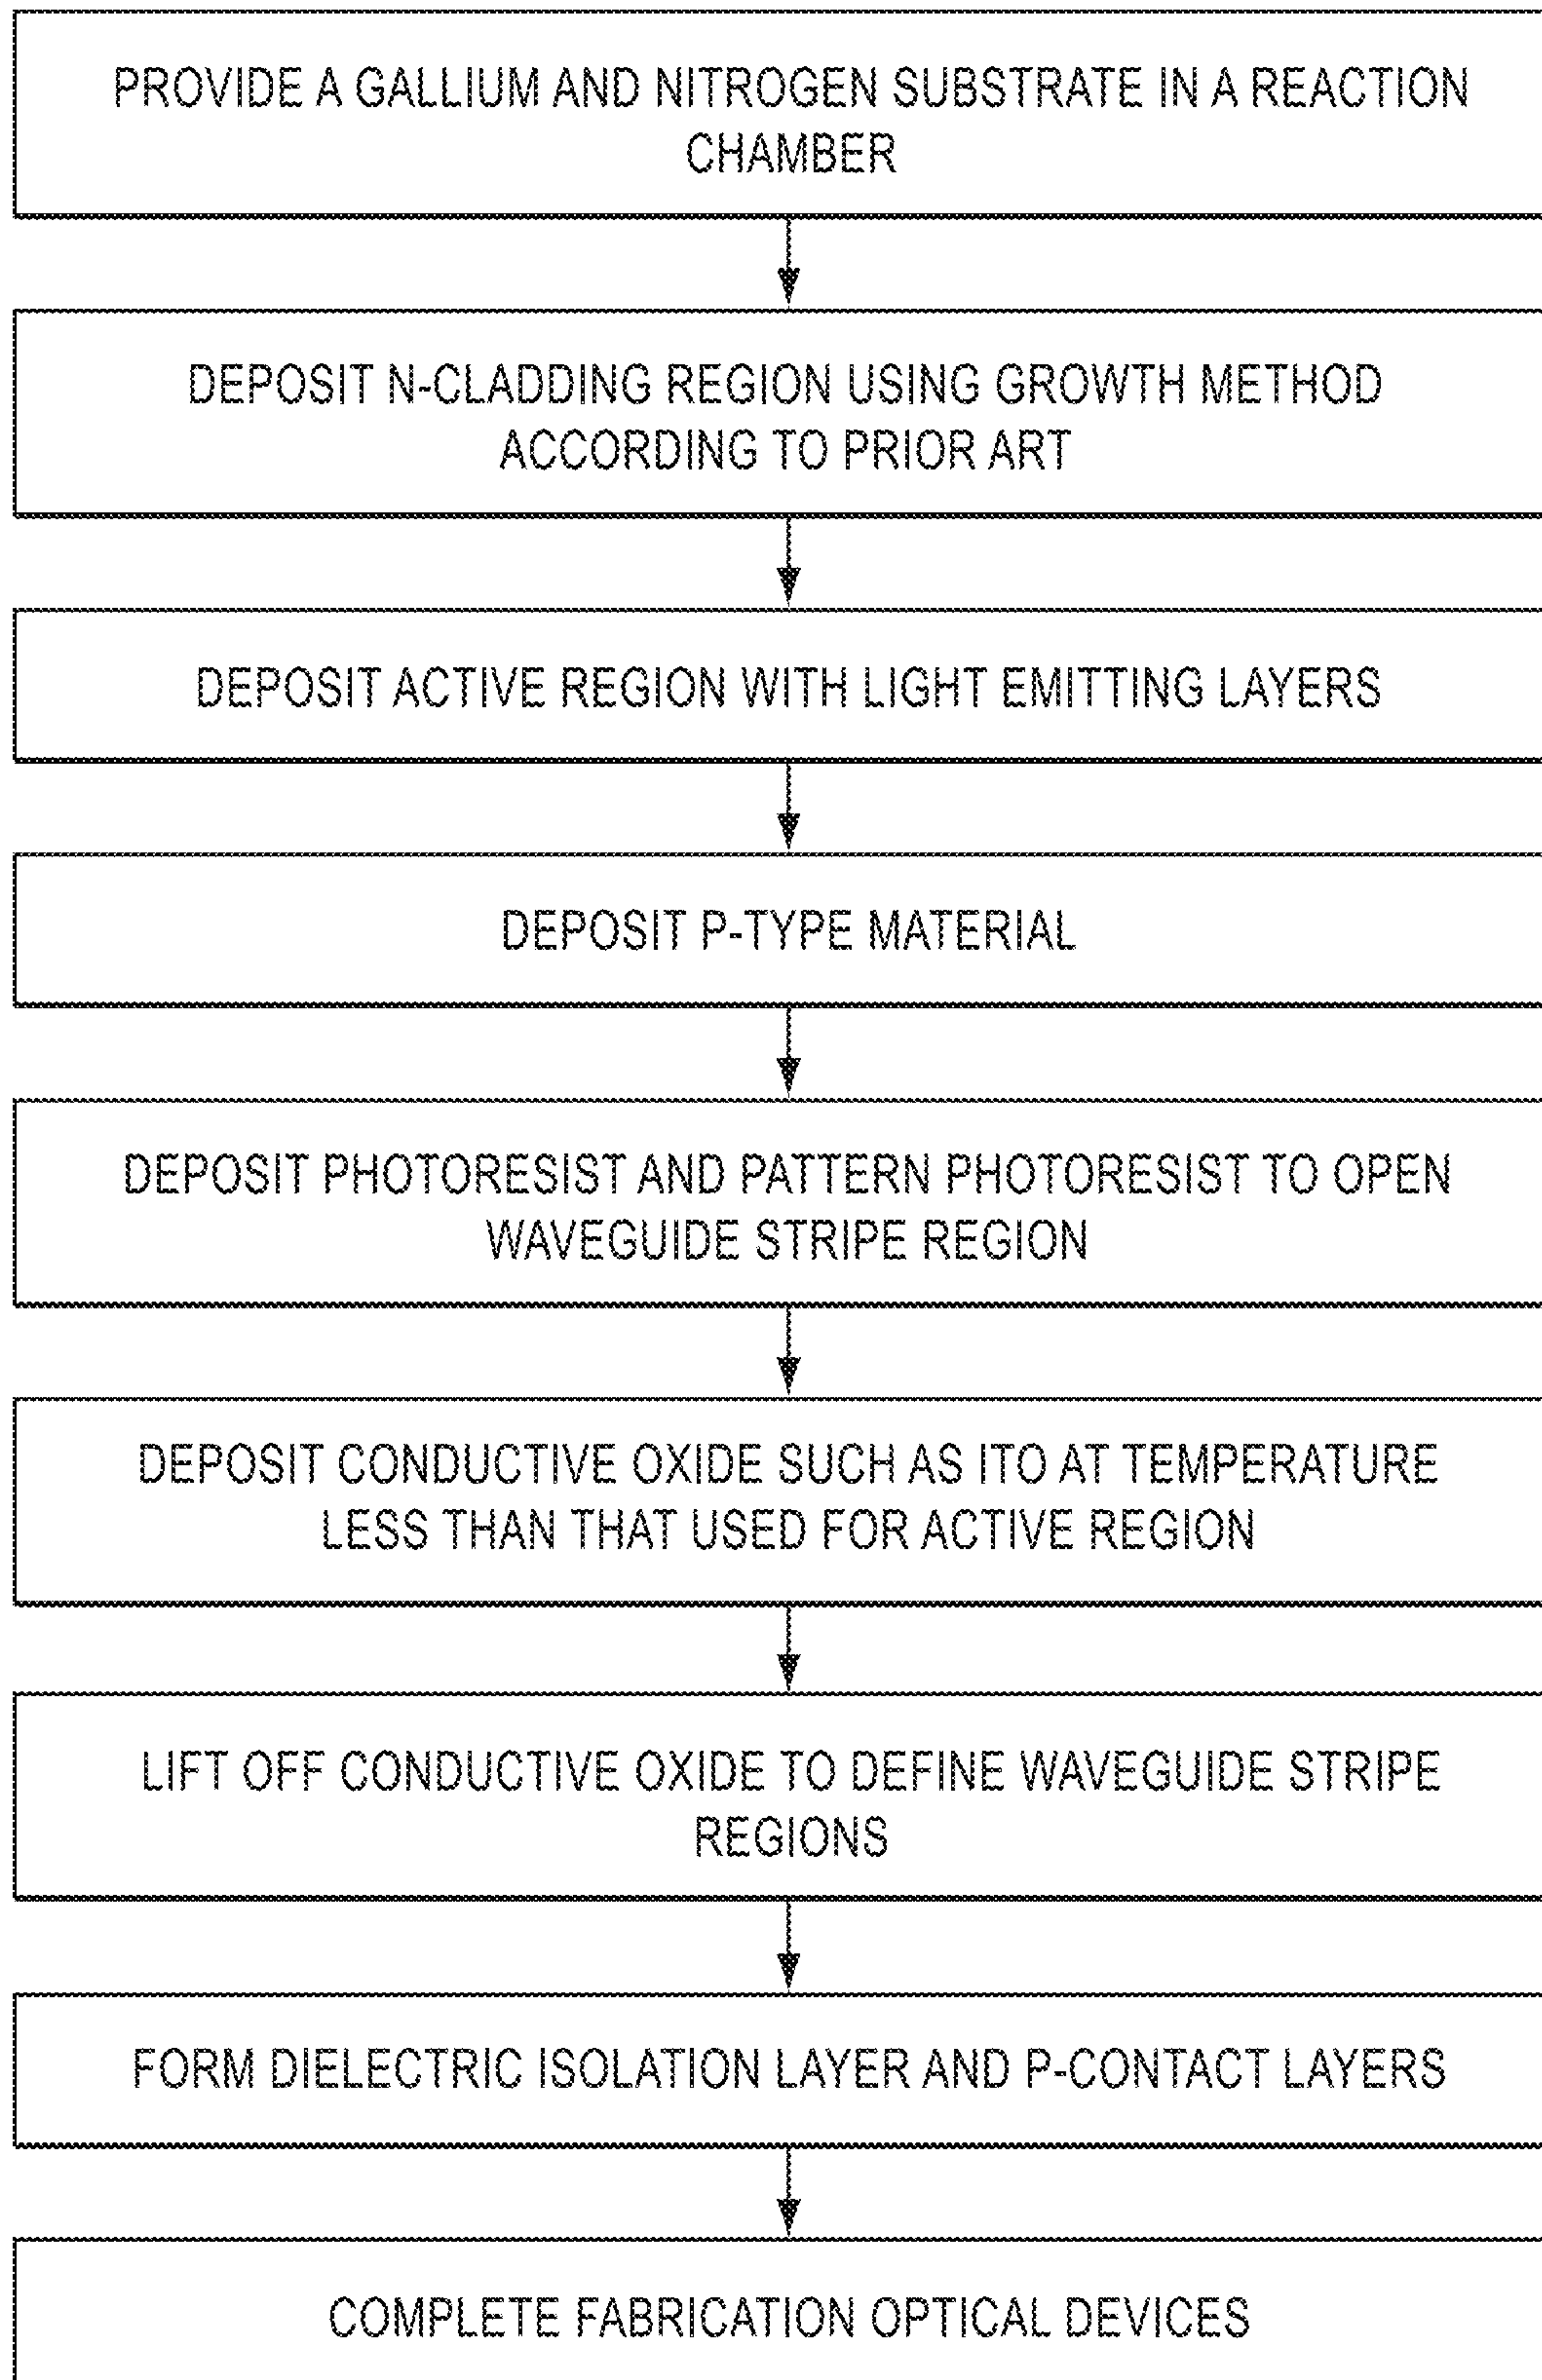 PROVIDE A GALLIUM AND NITROGEN SUBSTRATE IN A REACTION
CHAMBER
DEPOSIT N-CLADDING REGION USING GROWTH METHOD
ACCORDING TO PRIOR ART
DEPOSIT ACTIVE REGION WITH LIGHT EMITTING LAYERS
DEPOSIT P-TYPE MATERIAL
DEPOSIT PHOTORESIST AND PATTERN PHOTORESIST TO OPEN
WAVEGUIDE STRIPE REGION
DEPOSIT CONDUCTIVE OXIDE SUCH AS ITO AT TEMPERATURE
LESS THAN THAT USED FOR ACTIVE REGION
LIFT OFF CONDUCTIVE OXIDE TO DEFINE WAVEGUIDE STRIPE
REGIONS
FORM DIELECTRIC ISOLATION LAYER AND P-CONTACT LAYERS
COMPLETE FABRICATION OPTICAL DEVICES